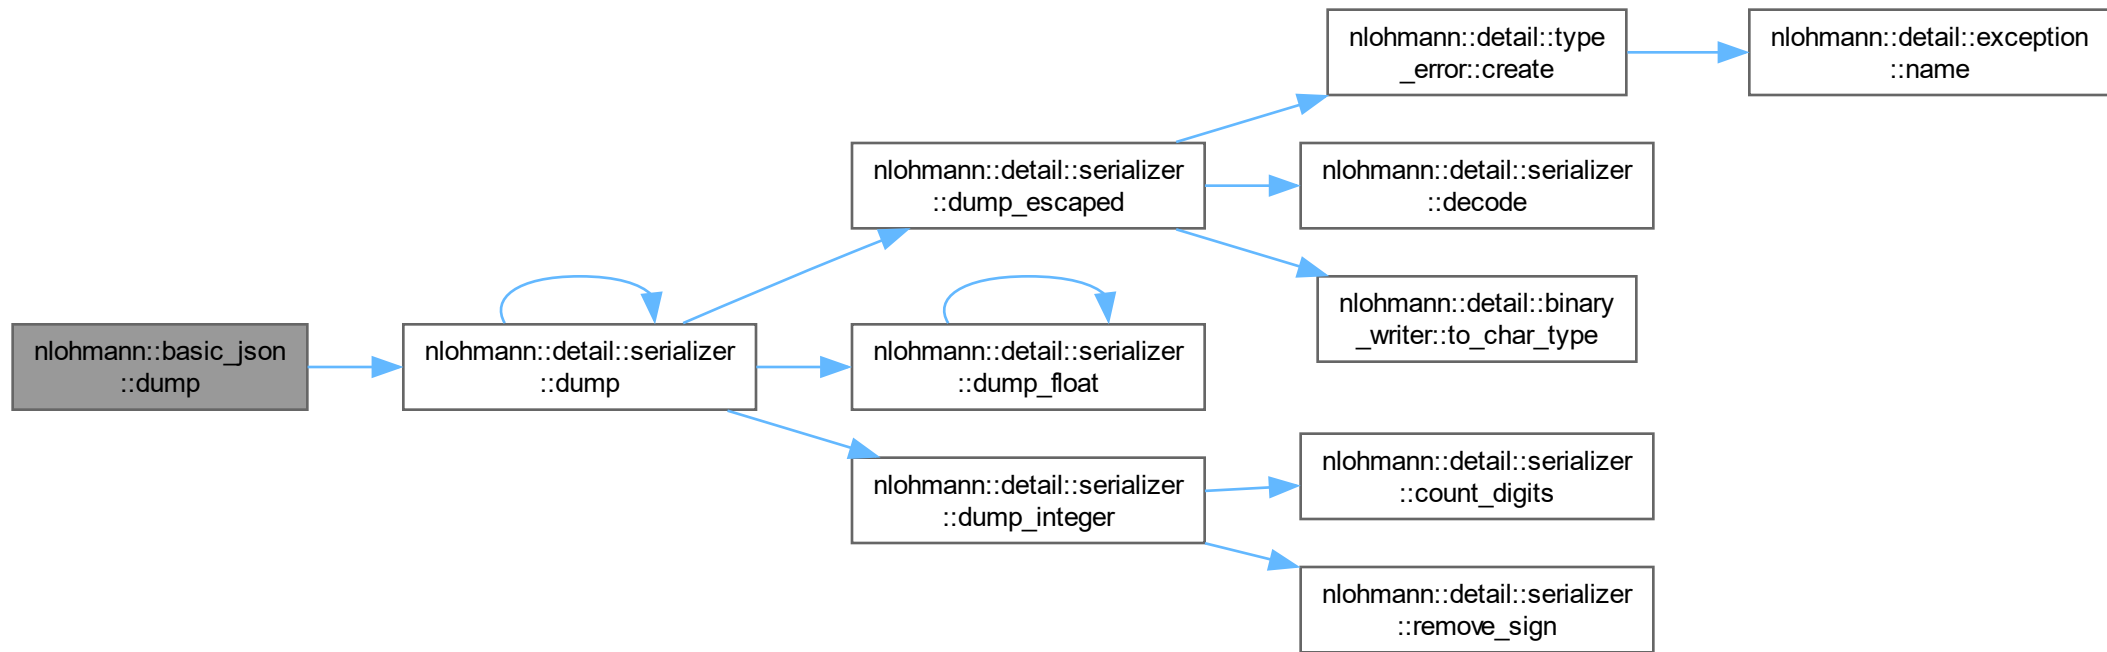 nlohmann::basic_json
::dump
nlohmann::detail::serializer
::dump
nlohmann::detail::serializer
::dump_escaped
nlohmann::detail::type
_error::create
nlohmann::detail::exception
::name
nlohmann::detail::serializer
::decode
nlohmann::detail::binary
_writer::to_char_type
nlohmann::detail::serializer
::dump_float
nlohmann::detail::serializer
::dump_integer
nlohmann::detail::serializer
::count_digits
nlohmann::detail::serializer
::remove_sign